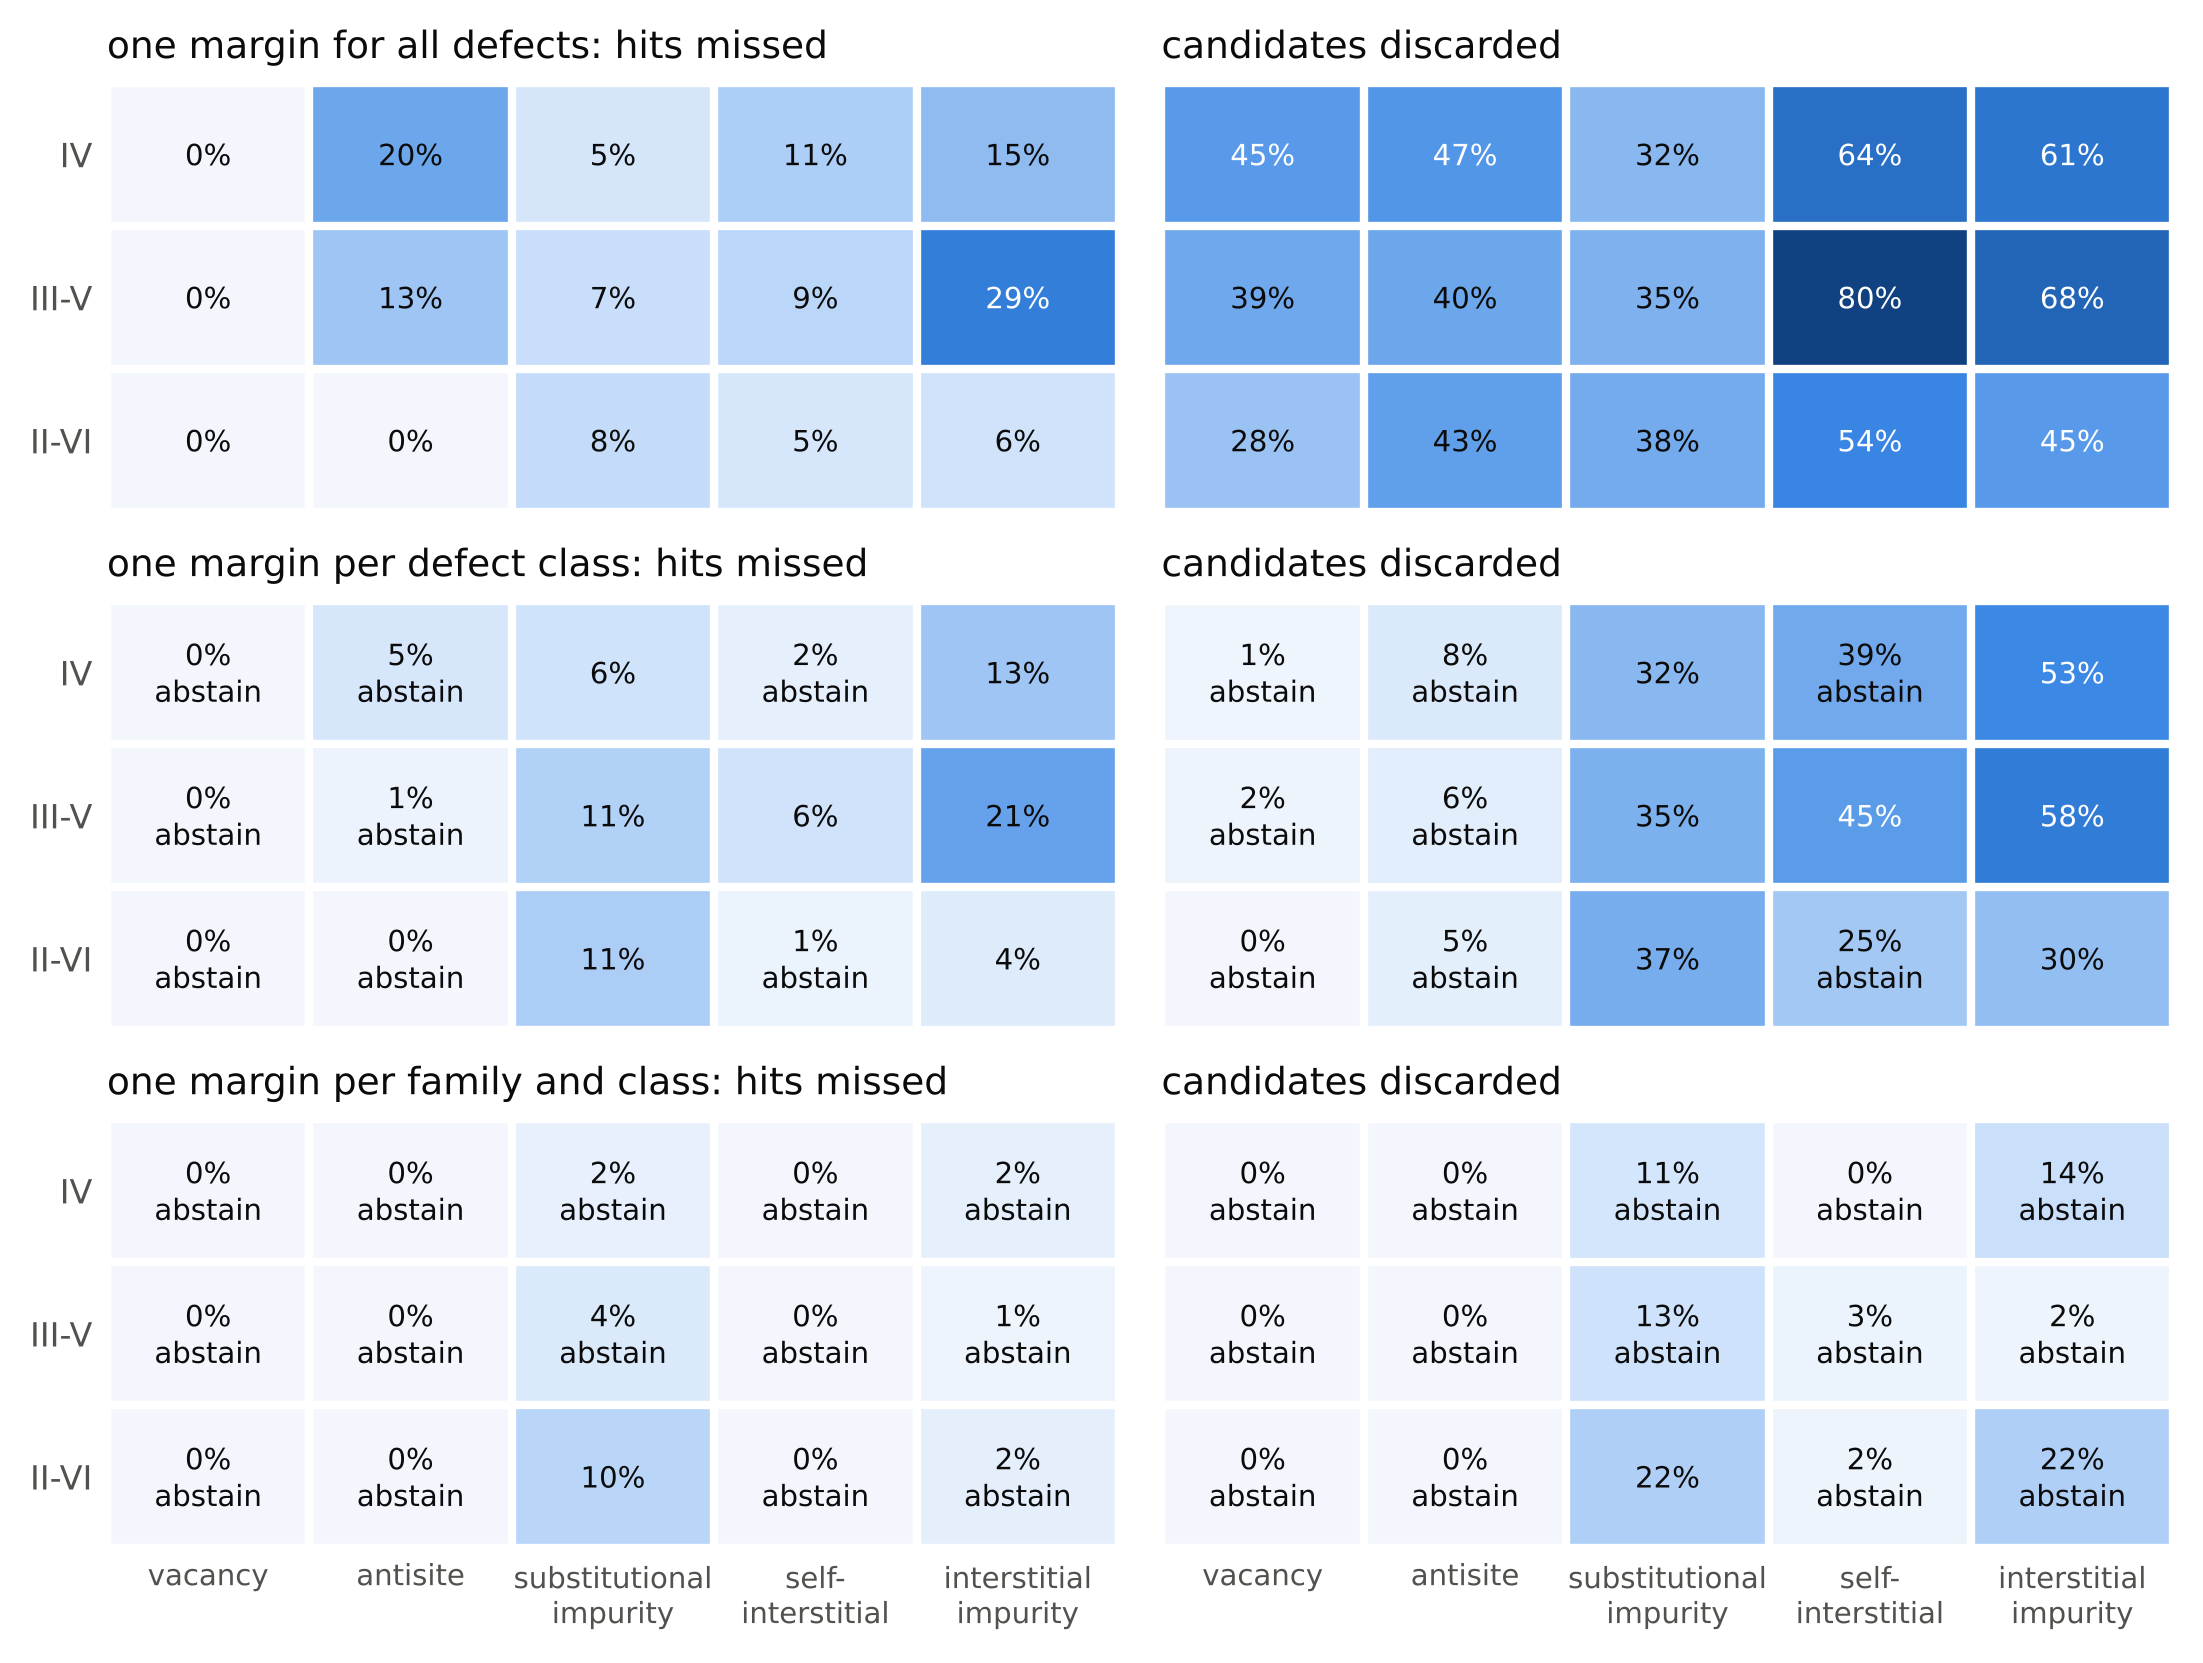 one margin for all defects: hits missed
candidates discarded
IV
0% 20% 5% 11% 15%
45% 47% 32% 64% 61%
III-V
0% 13% 7% 9% 29%
39% 40% 35% 80% 68%
II-VI
0% 0% 8% 5% 6%
28% 43% 38% 54% 45%
one margin per defect class: hits missed
candidates discarded
IV
0% abstain
5% abstain
6%
2% abstain
13%
1% abstain
8% abstain
32%
39% abstain
53%
III-V
0% abstain
1% abstain
11%
6%
21%
2% abstain
6% abstain
35%
45%
58%
II-VI
0% abstain
0% abstain
11%
1% abstain
4%
0% abstain
5% abstain
37%
25% abstain
30%
one margin per family and class: hits missed
candidates discarded
IV
0% abstain
0% abstain
2% abstain
0% abstain
2% abstain
0% abstain
0% abstain
11% abstain
0% abstain
14% abstain
III-V
0% abstain
0% abstain
4% abstain
0% abstain
1% abstain
0% abstain
0% abstain
13% abstain
3% abstain
2% abstain
II-VI
0% abstain
0% abstain
10%
0% abstain
2% abstain
0% abstain
0% abstain
22%
2% abstain
22% abstain
vacancy
antisite
substitutional
impurity
self-
interstitial
interstitial
impurity
vacancy
antisite
substitutional
impurity
self-
interstitial
interstitial
impurity